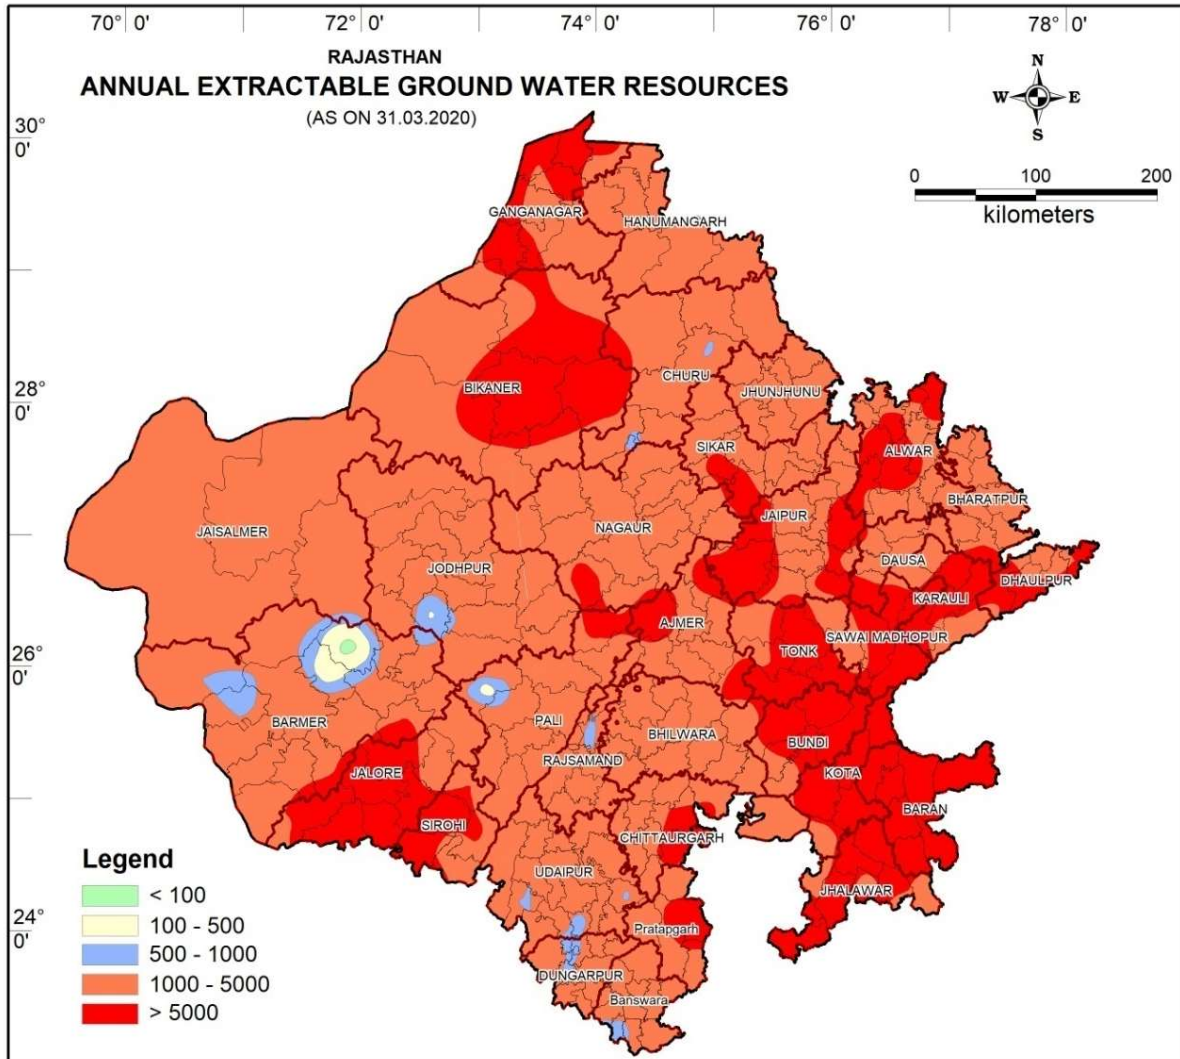 70° 0'
72° 0'
74° 0'
76° 0'
78° 0'
RAJASTHAN
ANNUAL EXTRACTABLE GROUND WATER RESOURCES
(AS ON 31.03.2020)
N
W E
S
0 100 200
kilometers
30°
0'
28°
0'
26°
0'
24°
0'
GANGANAGAR
HANUMANGARH
BIKANER
CHURU
JHUNJHUNU
SIKAR
ALWAR
BHARATPUR
JAISALMER
NAGAUR
JAIPUR
JODHPUR
DAUSA
DHAULPUR
KARAULI
AJMER
SAWAI MADHOPUR
TONK
BARMER
PALI
BHILWARA
BUNDI
RAJSAMAND
JALORE
KOTA
BARAN
SIROHI
CHITTAURGARH
UDAIPUR
JHALAWAR
Pratapgarh
DUNGARPUR
Banswara
Legend
< 100
100 - 500
500 - 1000
1000 - 5000
> 5000